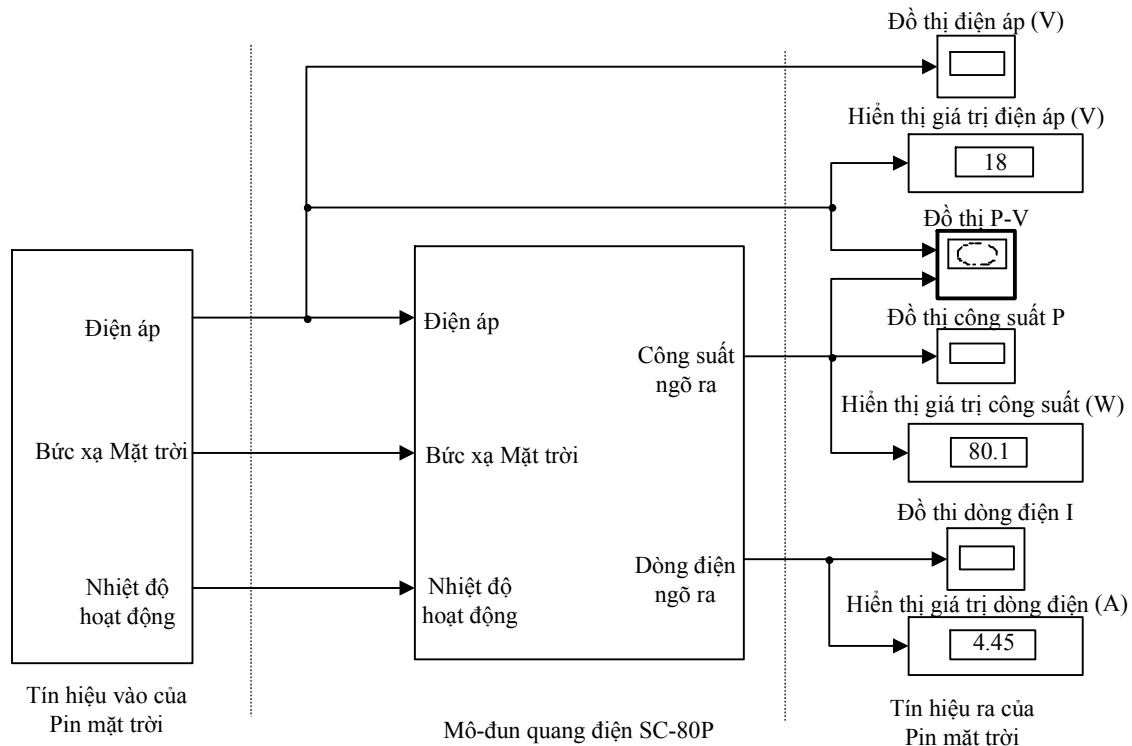 Đồ thị điện áp (V)
Hiển thị giá trị điện áp (V)
18
Đồ thị P-V
Điện áp
Điện áp
Đồ thị công suất P
Công suất
ngõ ra
Hiển thị giá trị công suất (W)
80.1
Bức xạ Mặt trời
Bức xạ Mặt trời
Đồ thi dòng điện I
Nhiệt độ
hoạt động
Nhiệt độ
hoạt động
Dòng điện
ngõ ra
Hiển thị giá trị dòng điện (A)
4.45
Tín hiệu vào của
Pin mặt trời
Mô-đun quang điện SC-80P
Tín hiệu ra của
Pin mặt trời